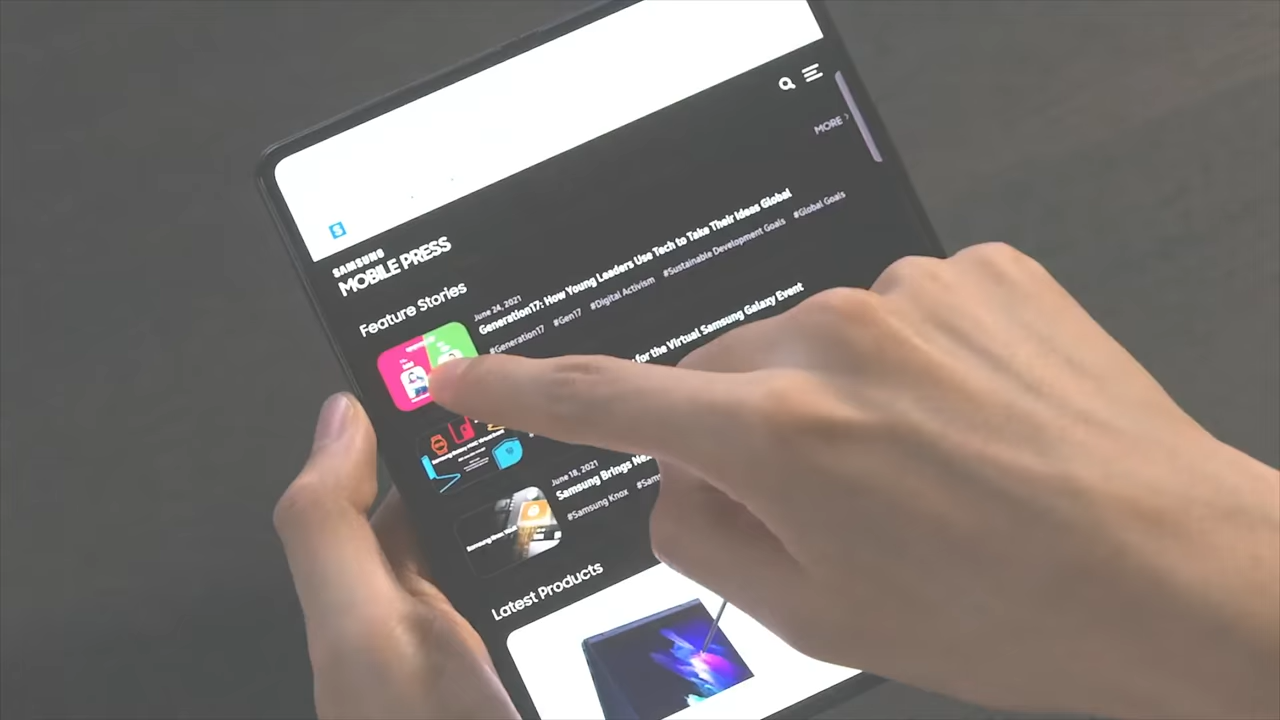 S
MORE
SAMSUNG
MOBILE PRESS
Feature Stories
June 24, 2021
Generation17: How Young Leaders Use Tech to Take Their Ideas Global
#Generation17 #Gen17 #Digital Activism #Sustainable Development Goals #Global Goals
for the Virtual Samsung Galaxy Event
June 18, 2021
Samsung Brings
#Samsung Knox
Latest Products